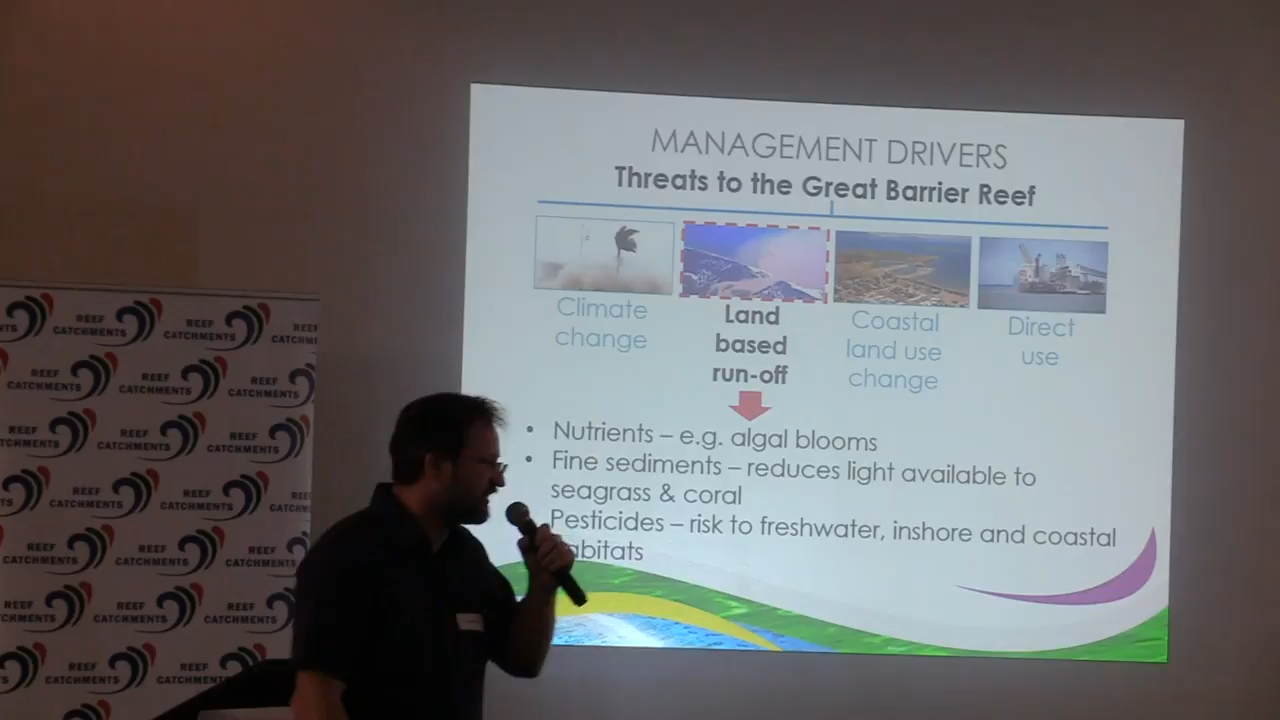 MANAGEMENT DRIVERS
Threats to the Great Barrier Reef
Climate
change
Land
based
run-off
Coastal
land use
change
Direct
use
• Nutrients – e.g. algal blooms
• Fine sediments – reduces light available to
seagrass & coral
Pesticides – risk to freshwater, inshore and coastal
abitats
REEF
CATCHMENTS